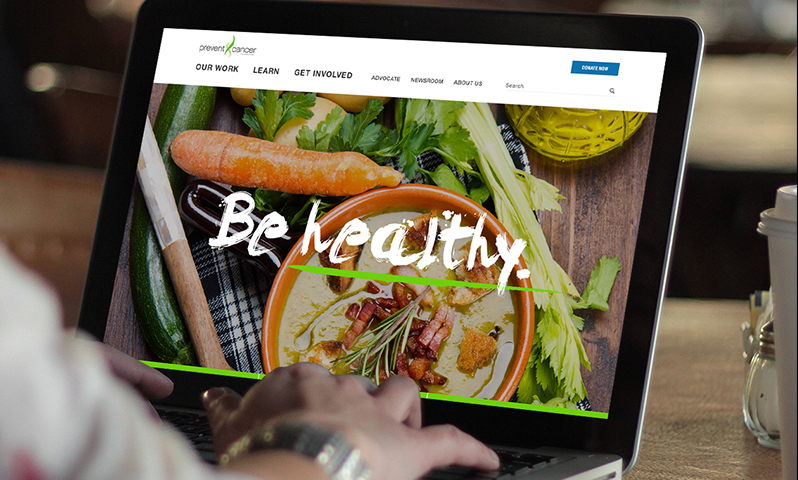 prevent cancer
DONATE NOW
OUR WORK LEARN GET INVOLVED ADVOCATE NEWSROOM ABOUT US Search
Be healthy.